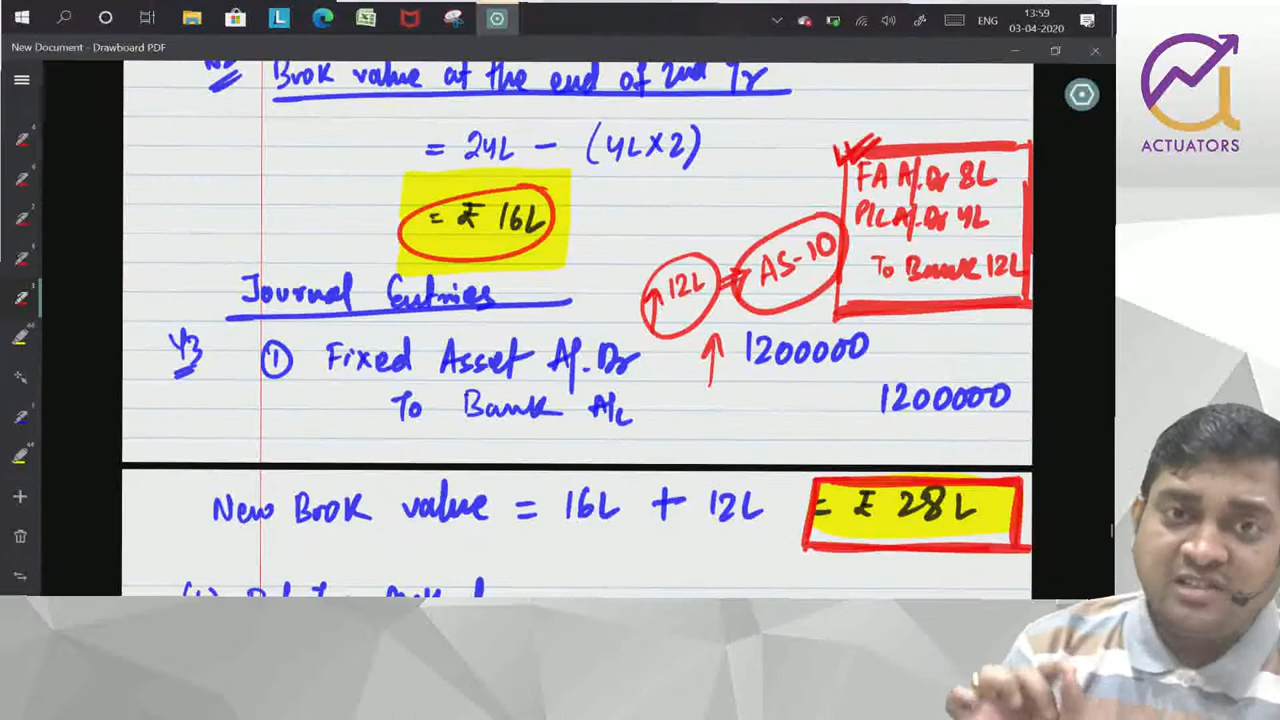 13:59
ENG
03-04-2020
New Document - Drawboard PDF
Book value at the end of 2nd Yr
= 24L - (4L×2)
= ₹ 16L
FA A/. Dr 8L
P/L A/. Dr 4L
To Bank 12L
↑ 12L
AS-10
Journal Entries
Y3 ① Fixed Asset A/. Dr ↑ 1200000
To Bank A/c 1200000
New Book value = 16L + 12L = ₹ 28L
ACTUATORS